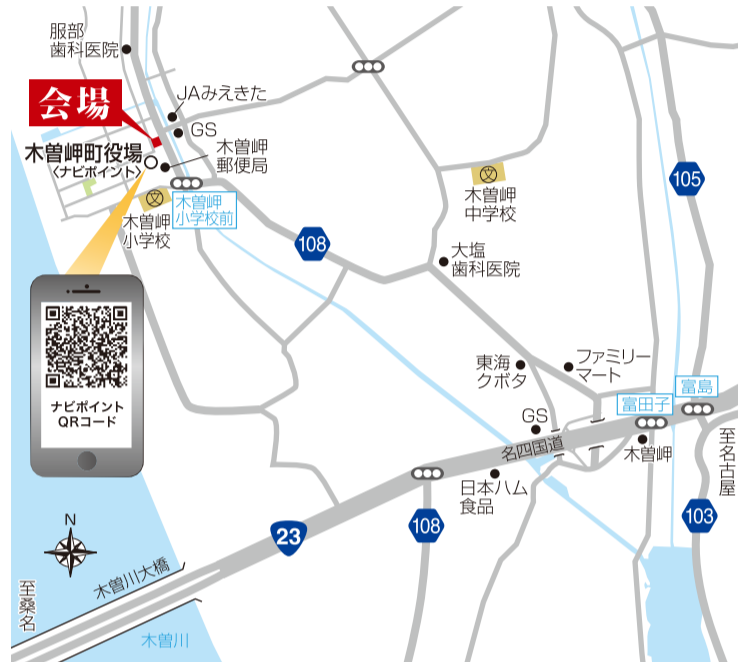 服部
歯科医院
JAみえきた
会場
GS
木曽岬町役場
〈ナビポイント〉
木曽岬
郵便局
木曽岬
小学校
木曽岬
小学校前
木曽岬
中学校
105
108
大塩
歯科医院
ナビポイント
QRコード
東海
クボタ
ファミリー
マート
富島
富田子
GS
名四国道
木曽岬
至名古屋
日本ハム
食品
108
103
23
N
木曽川大橋
至桑名
木曽川